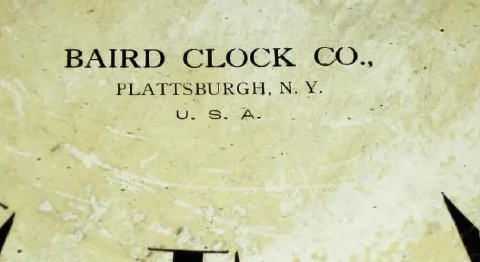 BAIRD CLOCK CO.,
PLATTSBURGH, N. Y.
U. S. A.